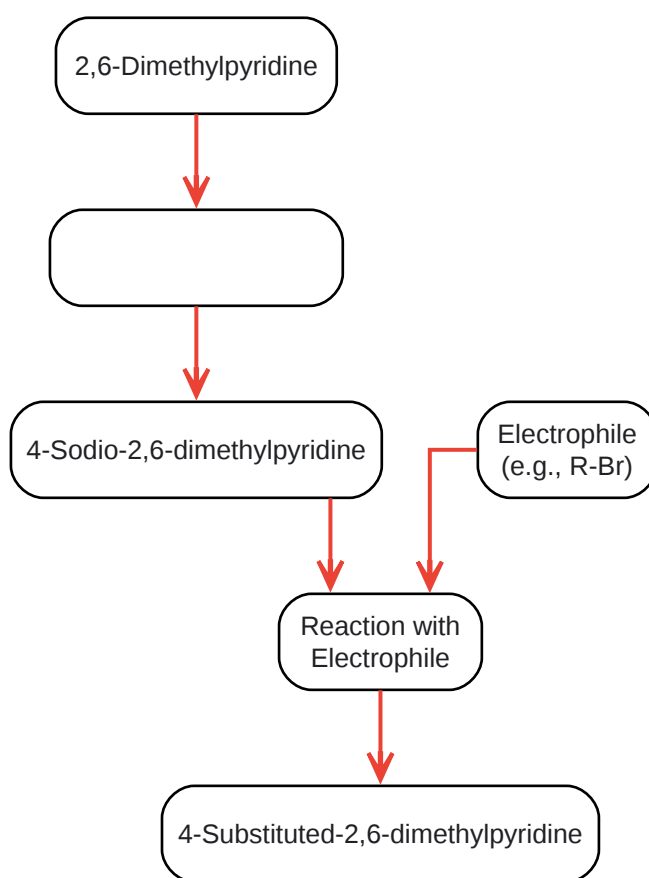 2,6-Dimethylpyridine
4-Sodio-2,6-dimethylpyridine
Electrophile
(e.g., R-Br)
Reaction with
Electrophile
4-Substituted-2,6-dimethylpyridine